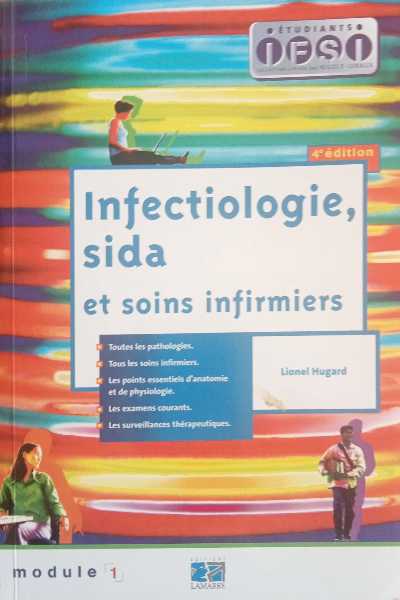 ÉTUDIANTS
IFSI
4e édition
Infectiologie,
sida
et soins infirmiers
Toutes les pathologies.
Tous les soins infirmiers.
Les points essentiels d'anatomie
et de physiologie.
Les examens courants.
Les surveillances thérapeutiques.
Lionel Hugard
module 1
ÉDITIONS
LAMARRE